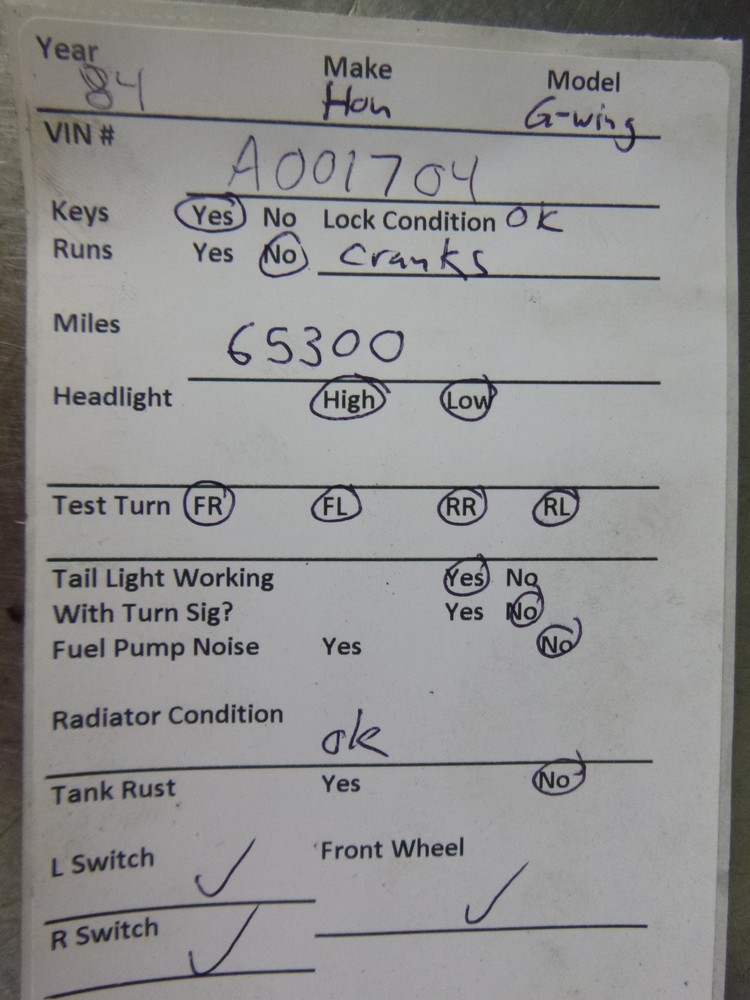 Year Make Model
84 Hon G-wing
VIN # A001704
Keys Yes No Lock Condition ok
Runs Yes No Cranks
Miles 65300
Headlight High Low
Test Turn FR FL RR RL
Tail Light Working Yes No
With Turn Sig? Yes No
Fuel Pump Noise Yes No
Radiator Condition ok
Tank Rust Yes No
L Switch ✓ Front Wheel ✓
R Switch ✓